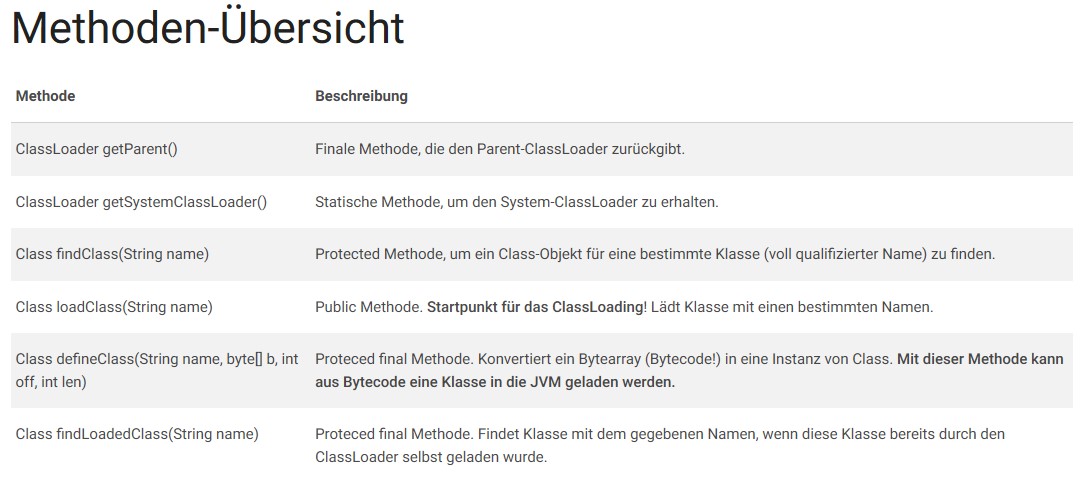 Methoden-Übersicht
Methode Beschreibung
ClassLoader getParent() Finale Methode, die den Parent-ClassLoader zurückgibt.
ClassLoader getSystemClassLoader() Statische Methode, um den System-ClassLoader zu erhalten.
Class findClass(String name) Protected Methode, um ein Class-Objekt für eine bestimmte Klasse (voll qualifizierter Name) zu finden.
Class loadClass(String name) Public Methode. Startpunkt für das ClassLoading! Lädt Klasse mit einen bestimmten Namen.
Class defineClass(String name, byte[] b, int Proteced final Methode. Konvertiert ein Bytearray (Bytecode!) in eine Instanz von Class. Mit dieser Methode kann
off, int len) aus Bytecode eine Klasse in die JVM geladen werden.
Class findLoadedClass(String name) Proteced final Methode. Findet Klasse mit dem gegebenen Namen, wenn diese Klasse bereits durch den
ClassLoader selbst geladen wurde.